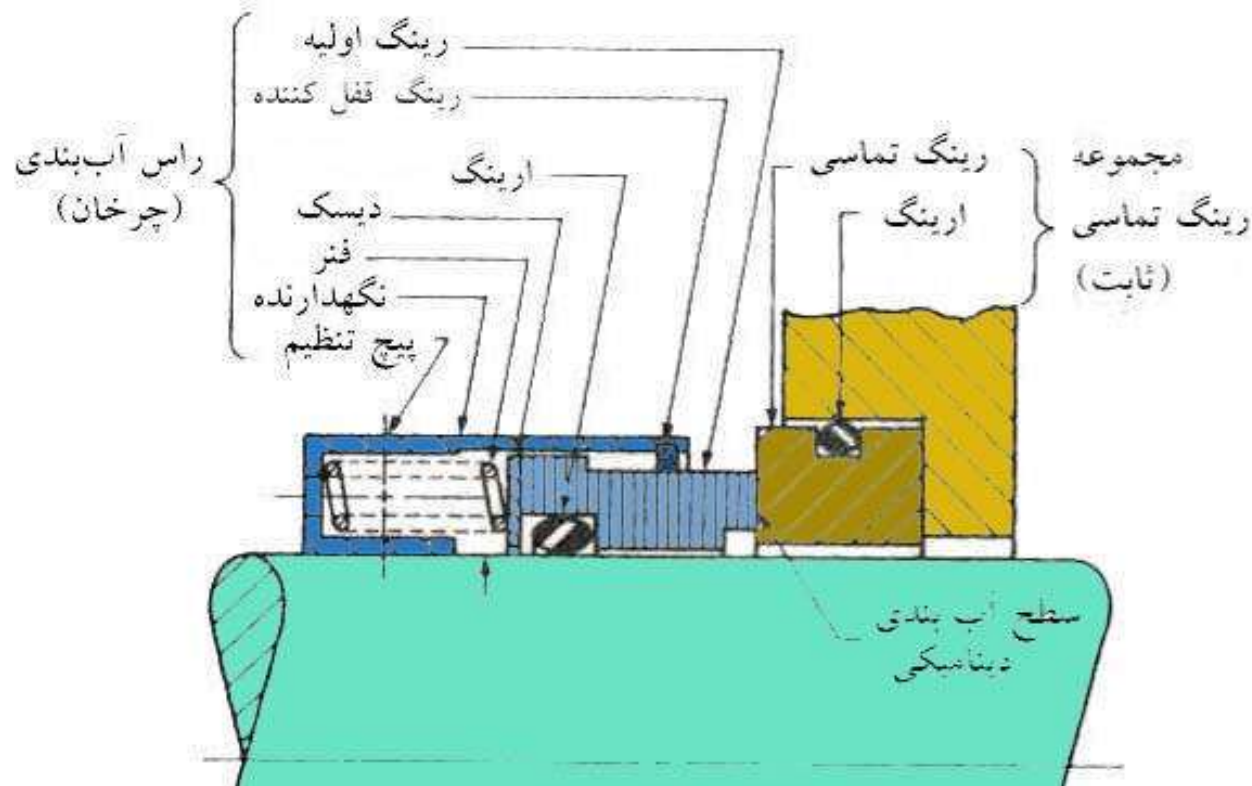 مجموعه
رینگ تماسی
(ثابت)
رینگ تماسی
ارینگ
رینگ اولیه
رینگ قفل کننده
ارینگ
دیسک
فنر
نگهدارنده
پیچ تنظیم
راس آب‌بندی
(چرخان)
سطح آب بندی
دینامیکی